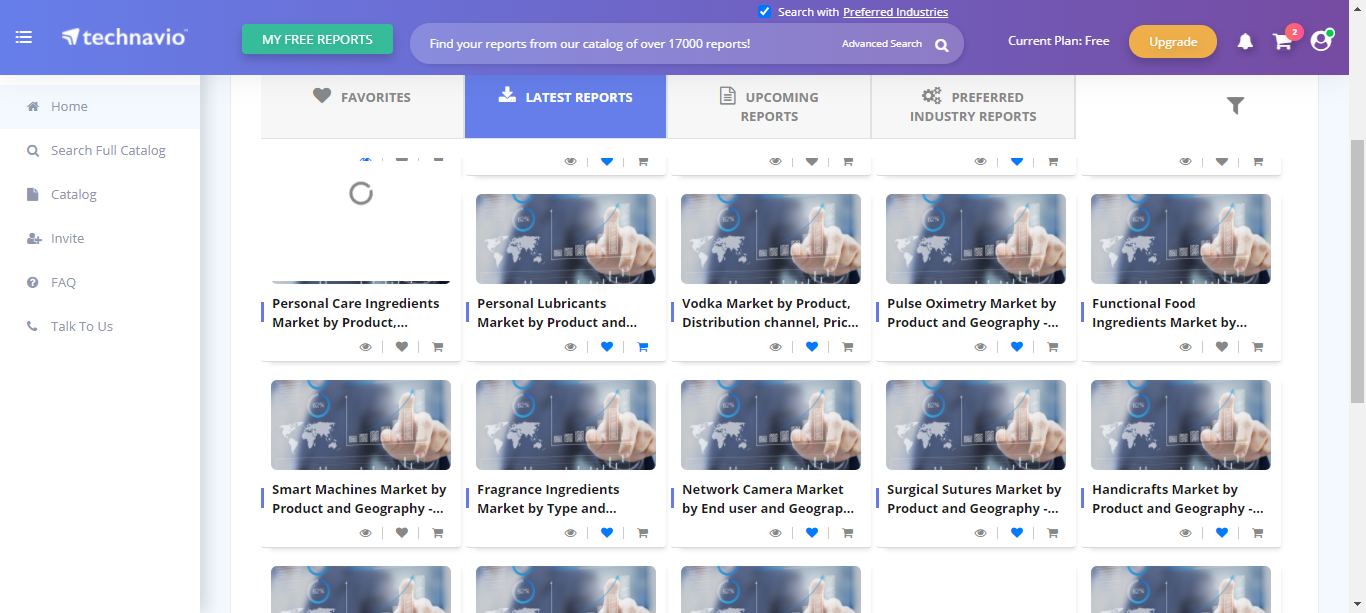 Search with Preferred Industries
technavio
MY FREE REPORTS
Find your reports from our catalog of over 17000 reports!
Advanced Search
Current Plan: Free
Upgrade
2
Home
Search Full Catalog
Catalog
Invite
FAQ
Talk To Us
FAVORITES
LATEST REPORTS
UPCOMING
REPORTS
PREFERRED
INDUSTRY REPORTS
Personal Care Ingredients
Market by Product,...
Personal Lubricants
Market by Product and...
Vodka Market by Product,
Distribution channel, Pric...
Pulse Oximetry Market by
Product and Geography -...
Functional Food
Ingredients Market by...
Smart Machines Market by
Product and Geography -...
Fragrance Ingredients
Market by Type and...
Network Camera Market
by End user and Geograp...
Surgical Sutures Market by
Product and Geography -...
Handicrafts Market by
Product and Geography -...